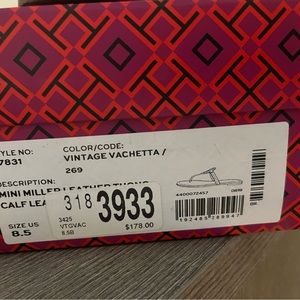 STYLE NO:
7831
COLOR/CODE:
VINTAGE VACHETTA /
269
DESCRIPTION:
MINI MILLER LEATHER THONG
CALF LEA
SIZE US
8.5
318 3933
3425
VTGVAC
8.5B
$178.00
4400072457